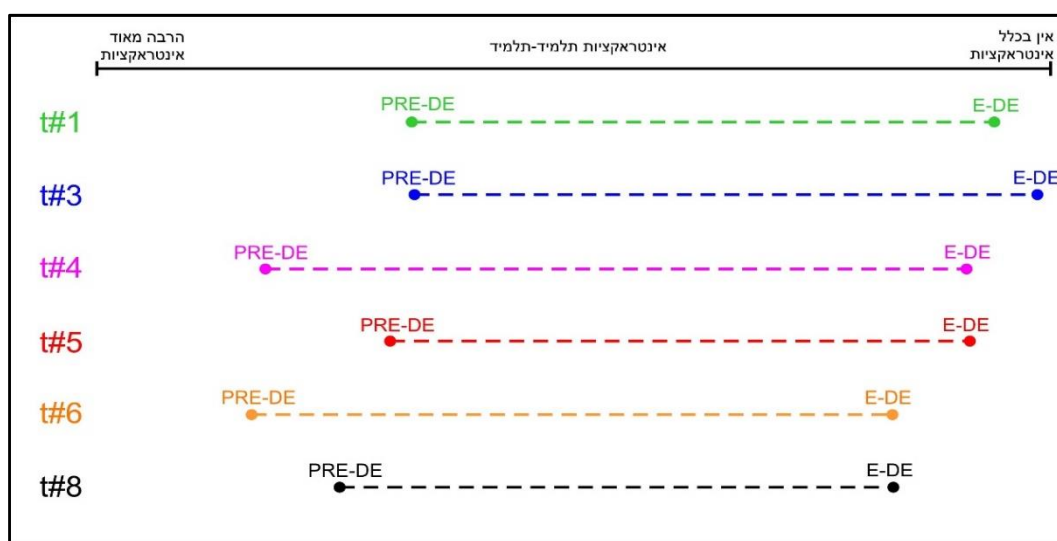 הרבה מאוד
אינטראקציות
אינטראקציות תלמיד-תלמיד
אין בכלל
אינטראקציות
t#1 PRE-DE E-DE
t#3 PRE-DE E-DE
t#4 PRE-DE E-DE
t#5 PRE-DE E-DE
t#6 PRE-DE E-DE
t#8 PRE-DE E-DE